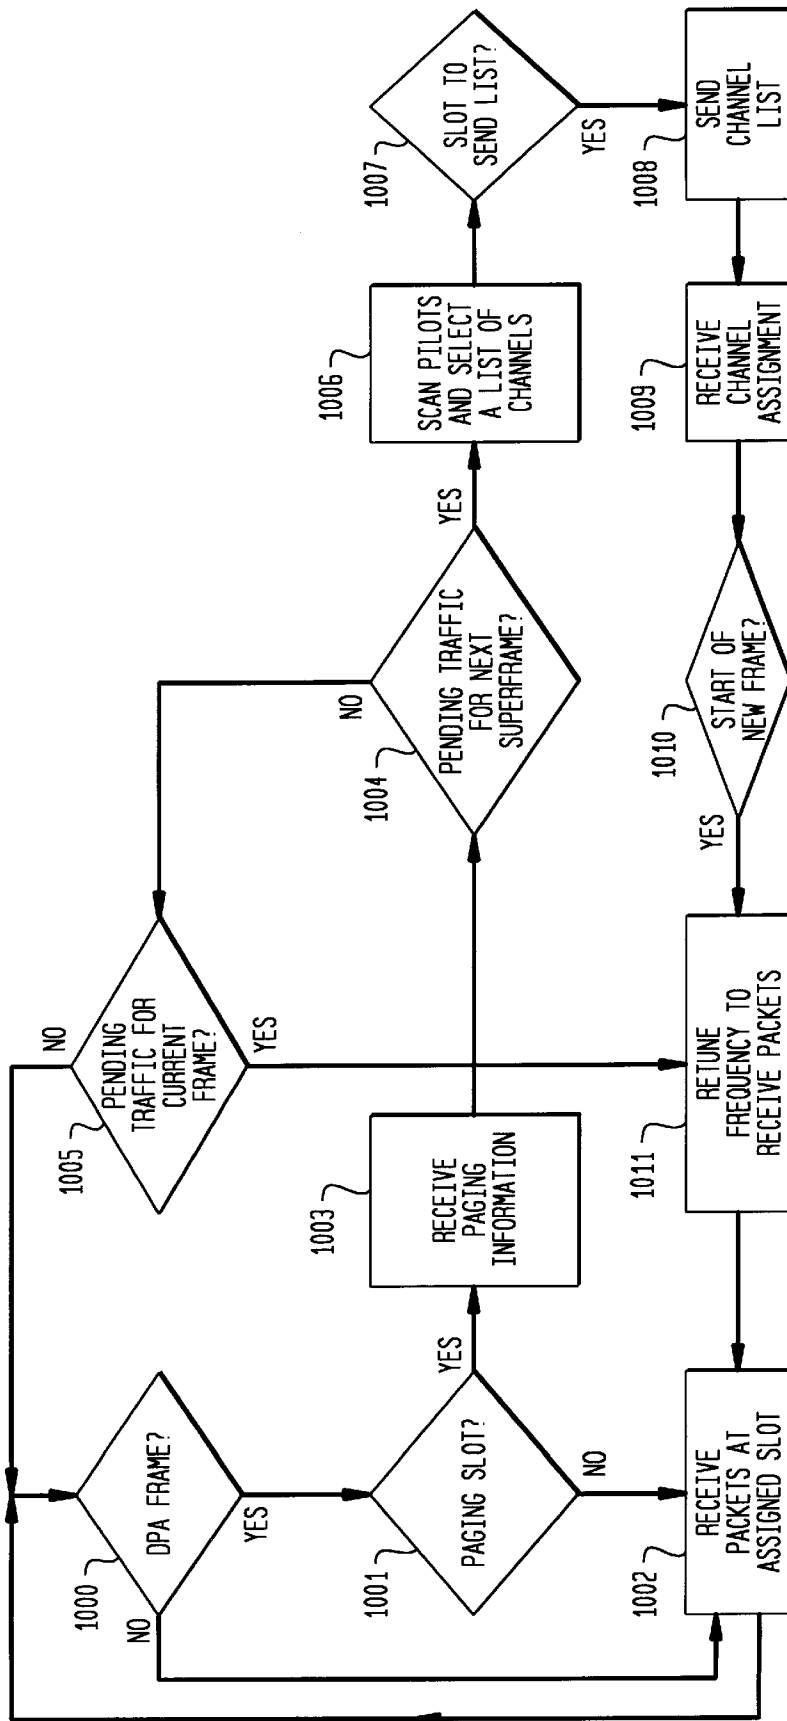 1000
DPA FRAME?
NO
YES
1001
PAGING SLOT?
YES
NO
1002
RECEIVE
PACKETS AT
ASSIGNED SLOT
1003
RECEIVE
PAGING
INFORMATION
1004
PENDING TRAFFIC
FOR NEXT
SUPERFRAME?
NO
YES
1005
PENDING
TRAFFIC FOR
CURRENT
FRAME?
NO
YES
1006
SCAN PILOTS
AND SELECT
A LIST OF
CHANNELS
1007
SLOT TO
SEND LIST?
YES
1008
SEND
CHANNEL
LIST
1009
RECEIVE
CHANNEL
ASSIGNMENT
1010
START OF
NEW FRAME?
YES
1011
RETUNE
FREQUENCY TO
RECEIVE PACKETS